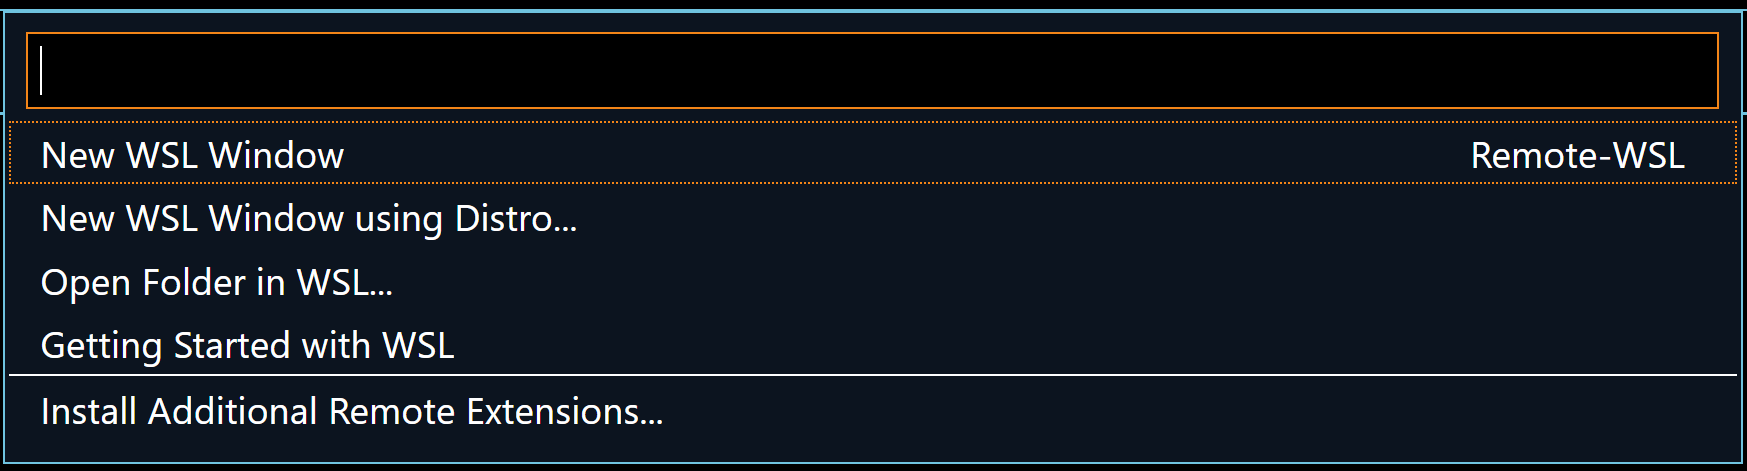 New WSL Window Remote-WSL
New WSL Window using Distro...
Open Folder in WSL...
Getting Started with WSL
Install Additional Remote Extensions...